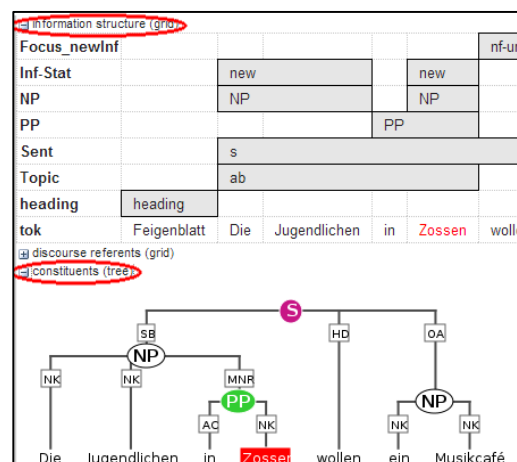 information structure (grid)
Focus_newInf nf-un
Inf-Stat new new
NP NP NP
PP PP
Sent s
Topic ab
heading heading
tok Feigenblatt Die Jugendlichen in Zossen woll
discourse referents (grid)
constituents (tree)
S
SB HD OA
NP
NK NK MNR
PP NP
AC NK NK NK
Die Jugendlichen in Zossen wollen ein Musikcafé